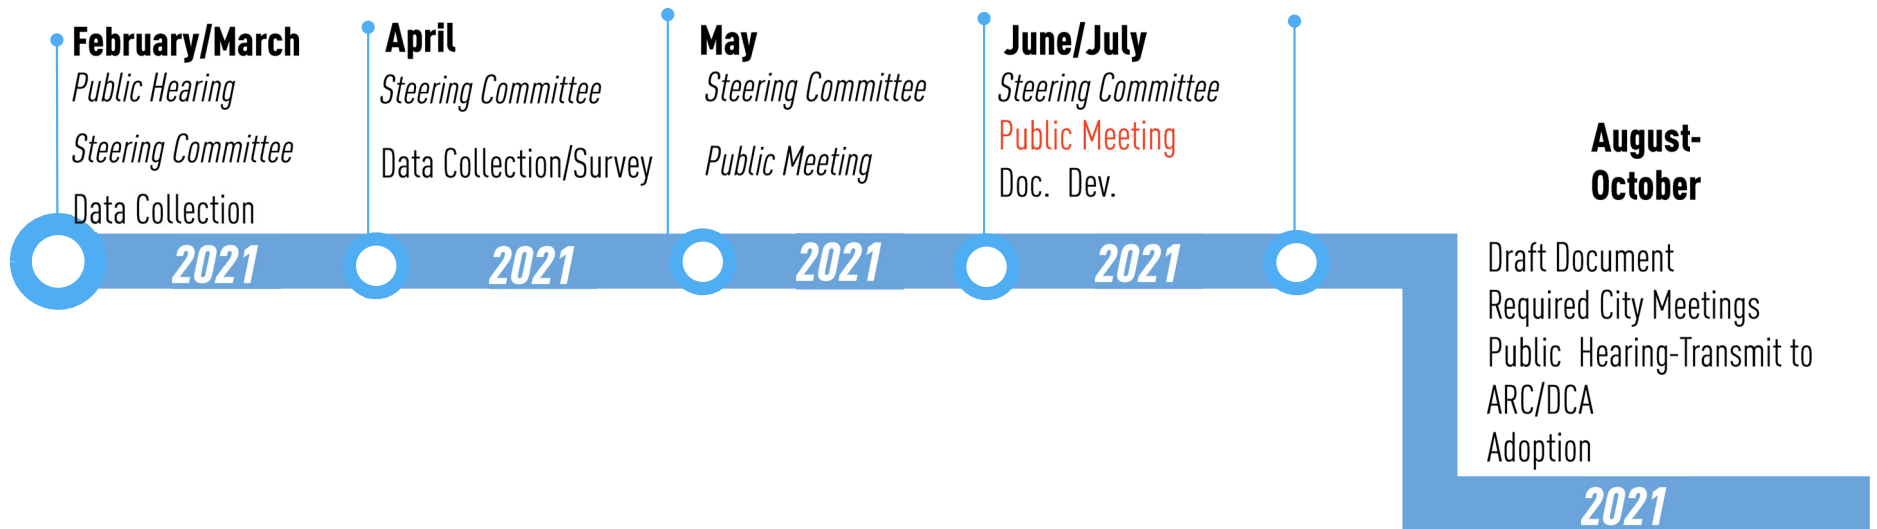 February/March
Public Hearing
Steering Committee
Data Collection
2021
April
Steering Committee
Data Collection/Survey
2021
May
Steering Committee
Public Meeting
2021
June/July
Steering Committee
Public Meeting
Doc. Dev.
2021
August-
October
Draft Document
Required City Meetings
Public Hearing-Transmit to
ARC/DCA
Adoption
2021